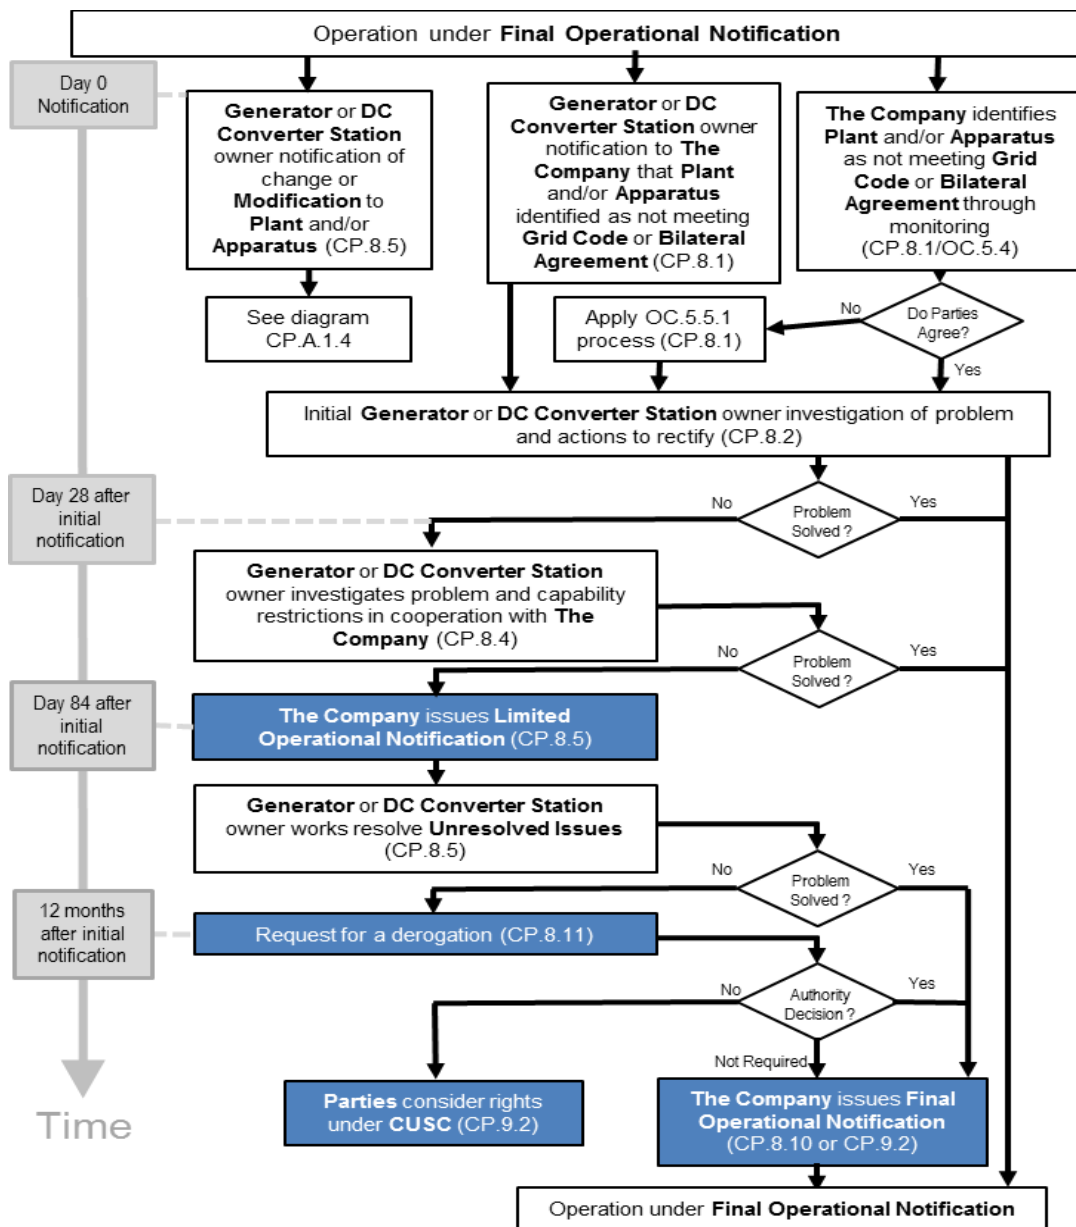 Operation under Final Operational Notification
Day 0
Notification
Generator or DC
Converter Station
owner notification of
change or
Modification to
Plant and/or
Apparatus (CP.8.5)
Generator or DC
Converter Station owner
notification to The
Company that Plant
and/or Apparatus
identified as not meeting
Grid Code or Bilateral
Agreement (CP.8.1)
The Company identifies
Plant and/or Apparatus
as not meeting Grid
Code or Bilateral
Agreement through
monitoring
(CP.8.1/OC.5.4)
See diagram
CP.A.1.4
Apply OC.5.5.1
process (CP.8.1)
No
Do Parties
Agree?
Yes
Initial Generator or DC Converter Station owner investigation of problem
and actions to rectify (CP.8.2)
Day 28 after
initial
notification
No
Problem
Solved ?
Yes
Generator or DC Converter Station
owner investigates problem and capability
restrictions in cooperation with The
Company (CP.8.4)
No
Problem
Solved ?
Yes
Day 84 after
initial
notification
The Company issues Limited
Operational Notification (CP.8.5)
Generator or DC Converter Station
owner works resolve Unresolved Issues
(CP.8.5)
No
Problem
Solved ?
Yes
12 months
after initial
notification
Request for a derogation (CP.8.11)
No
Authority
Decision ?
Yes
Not Required
Time
Parties consider rights
under CUSC (CP.9.2)
The Company issues Final
Operational Notification
(CP.8.10 or CP.9.2)
Operation under Final Operational Notification